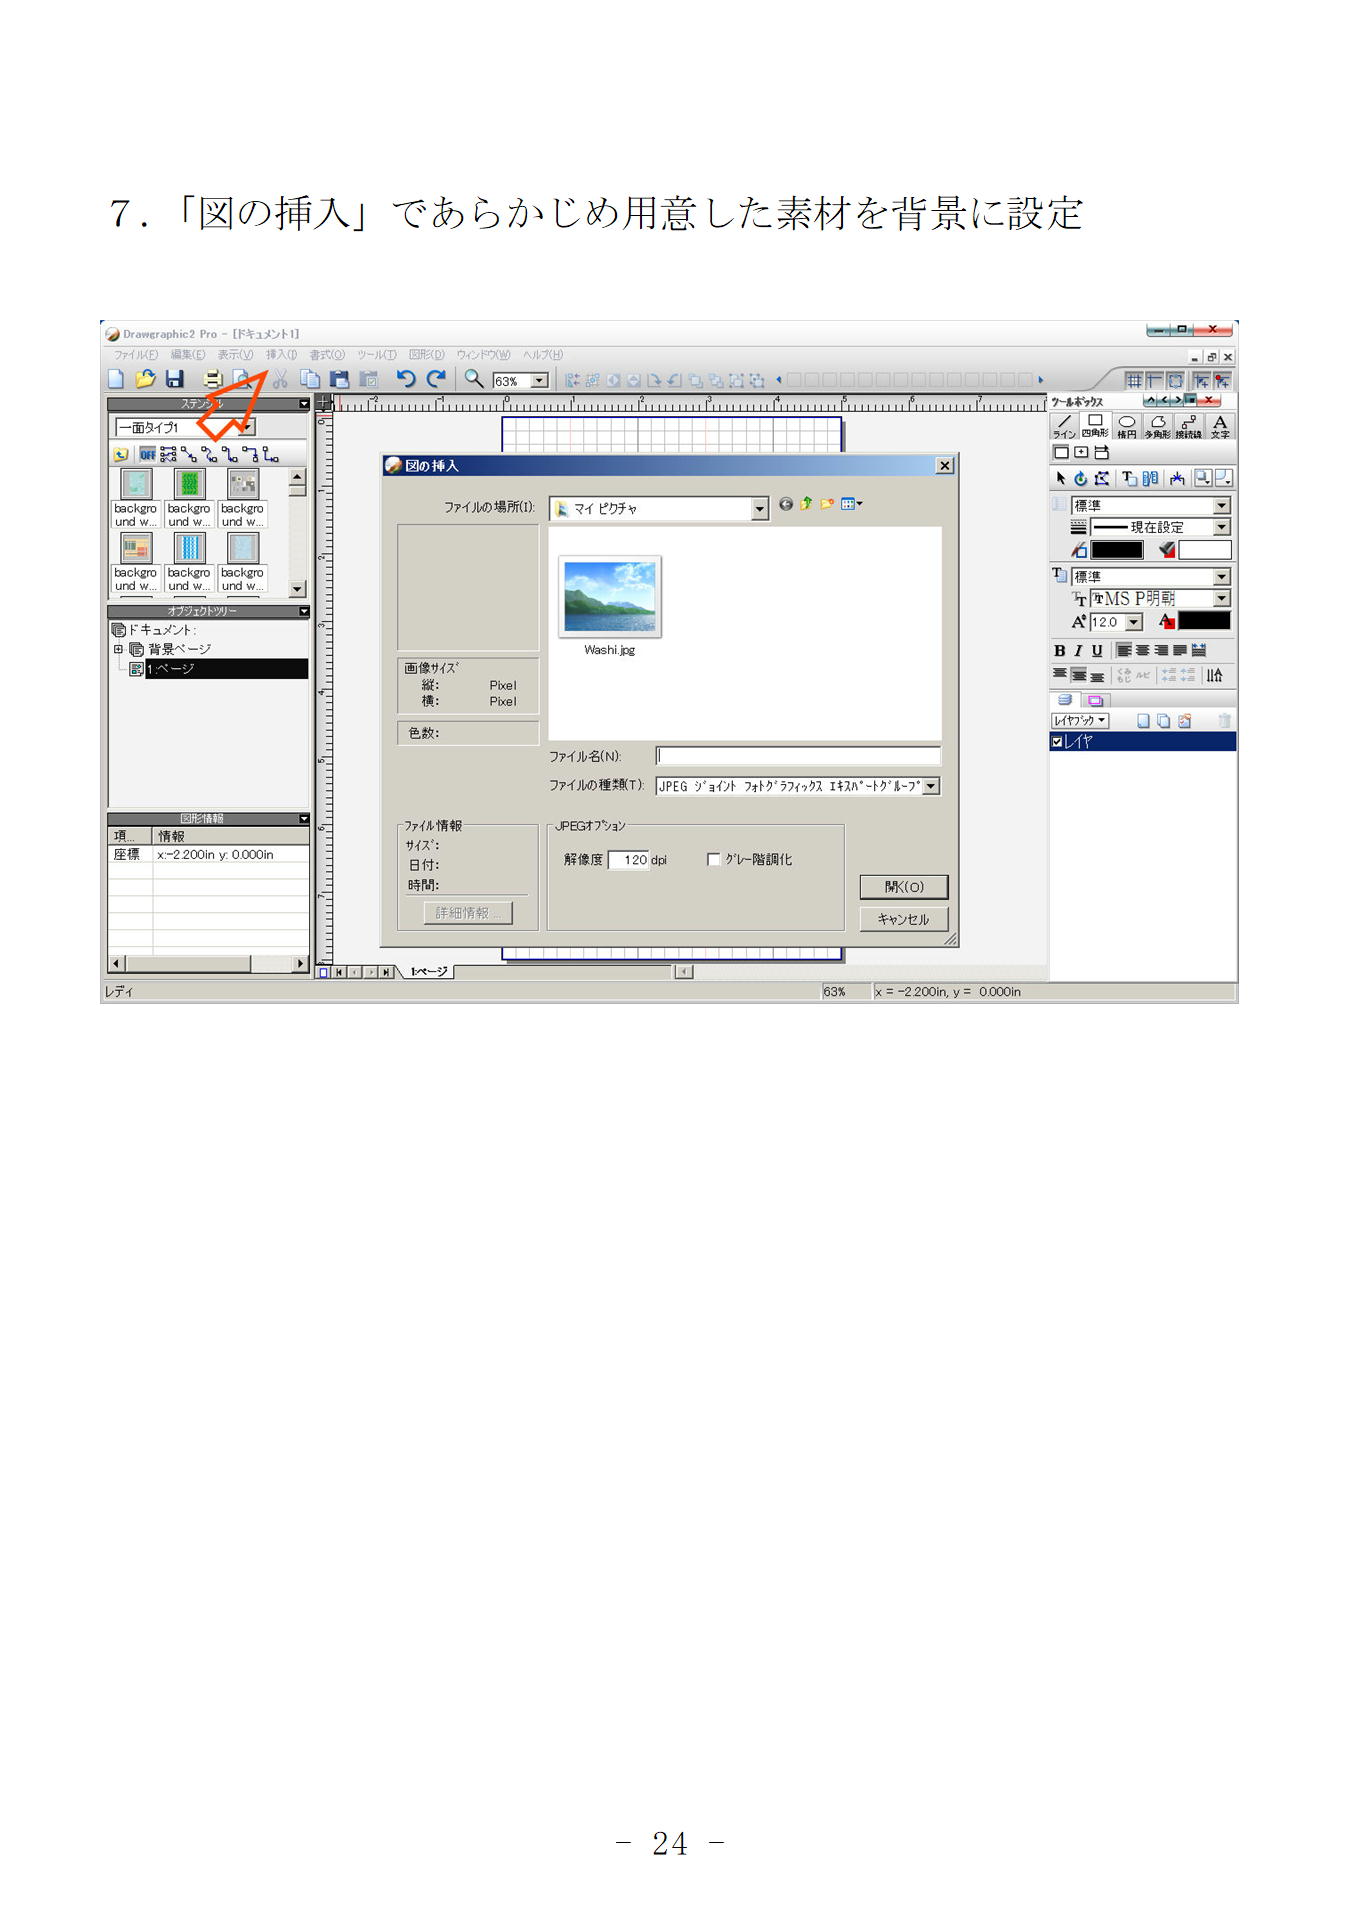 ７．「図の挿入」であらかじめ用意した素材を背景に設定
Drawgraphic2 Pro - [ドキュメント1]
ファイル(F) 編集(E) 表示(V) 挿入(I) 書式(O) ツール(T) 図形(D) ウィンドウ(W) ヘルプ(H)
63%
ステンシル
一面タイプ1
OFF
backgro
und w...
backgro
und w...
backgro
und w...
backgro
und w...
backgro
und w...
backgro
und w...
オブジェクトツリー
ドキュメント:
背景ページ
1:ページ
図形情報
項... 情報
座標 x:-2.200in y: 0.000in
図の挿入
ファイルの場所(I): マイ ピクチャ
Washi.jpg
画像サイズ
縦: Pixel
横: Pixel
色数:
ファイル名(N):
ファイルの種類(T): JPEG ジョイント フォトグラフィックス エキスパートグループ
ファイル情報
サイズ:
日付:
時間:
詳細情報...
JPEGオプション
解像度 120 dpi グレー階調化
開く(O)
キャンセル
1:ページ
ツールボックス
ライン 四角形 楕円 多角形 接続線 文字
標準
現在設定
標準
MS P明朝
12.0
B I U
レイヤブック
レイヤ
レディ 63% x = -2.200in, y = 0.000in
- 24 -